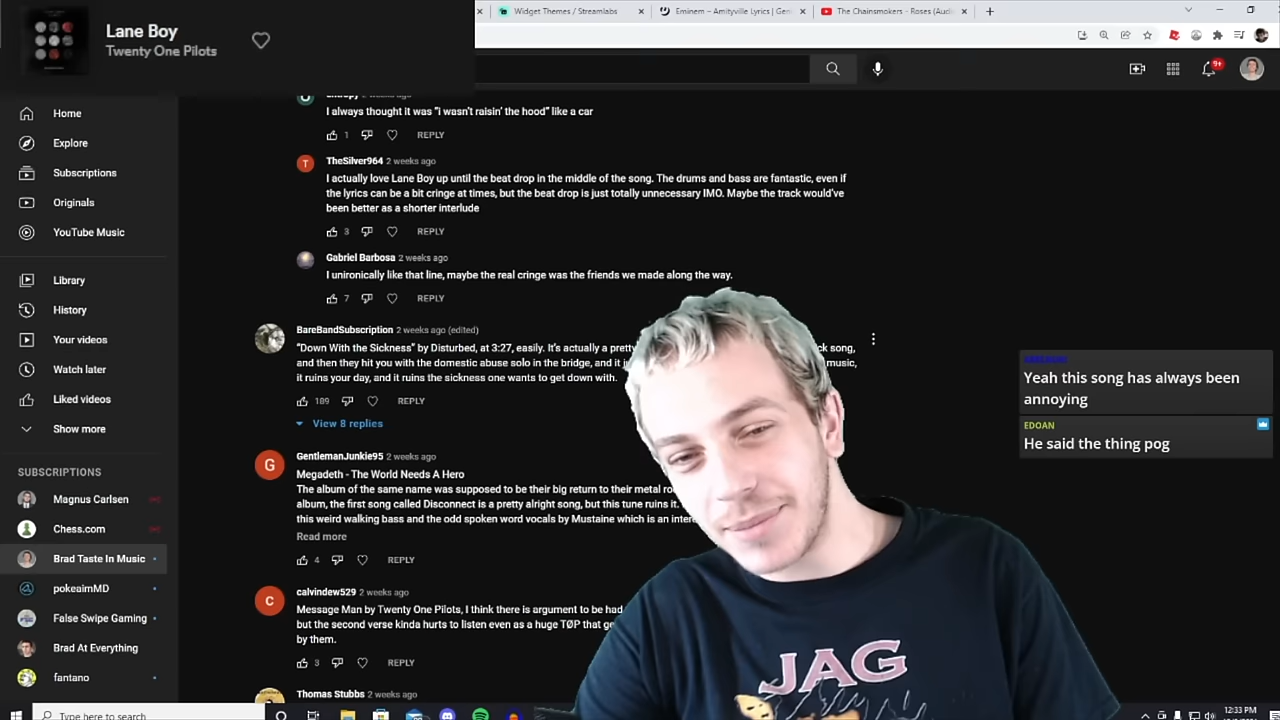 Lane Boy
Twenty One Pilots
Widget Themes / Streamlabs
Eminem – Amityville Lyrics | Gen
The Chainsmokers - Roses (Audi
9+
Home
Explore
Subscriptions
Originals
YouTube Music
Library
History
Your videos
Watch later
Liked videos
Show more
SUBSCRIPTIONS
Magnus Carlsen
Chess.com
Brad Taste In Music
pokeaimMD
False Swipe Gaming
Brad At Everything
fantano
2 weeks ago
I always thought it was "i wasn't raisin' the hood" like a car
1 REPLY
T
TheSilver964 2 weeks ago
I actually love Lane Boy up until the beat drop in the middle of the song. The drums and bass are fantastic, even if
the lyrics can be a bit cringe at times, but the beat drop is just totally unnecessary IMO. Maybe the track would've
been better as a shorter interlude
3 REPLY
Gabriel Barbosa 2 weeks ago
I unironically like that line, maybe the real cringe was the friends we made along the way.
7 REPLY
BareBandSubscription 2 weeks ago (edited)
"Down With the Sickness" by Disturbed, at 3:27, easily. It's actually a pretty ck song,
and then they hit you with the domestic abuse solo in the bridge, and it music,
it ruins your day, and it ruins the sickness one wants to get down with.
189 REPLY
View 8 replies
G
GentlemanJunkie95 2 weeks ago
Megadeth - The World Needs A Hero
The album of the same name was supposed to be their big return to their metal ro
album, the first song called Disconnect is a pretty alright song, but this tune ruins it.
this weird walking bass and the odd spoken word vocals by Mustaine which is an inter
Read more
4 REPLY
C
calvindew529 2 weeks ago
Message Man by Twenty One Pilots, I think there is argument to be had
but the second verse kinda hurts to listen even as a huge TØP that ge
by them.
3 REPLY
Thomas Stubbs 2 weeks ago
Yeah this song has always been
annoying
EDOAN
He said the thing pog
JAG
Type here to search
12:33 PM